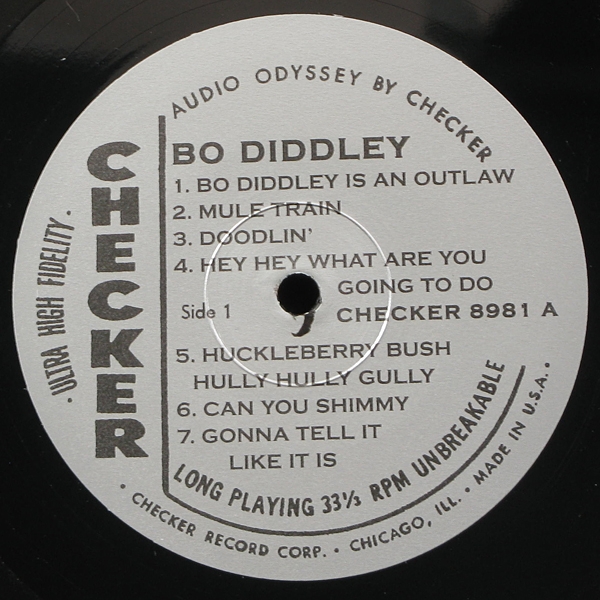 AUDIO ODYSSEY BY CHECKER
CHECKER
·ULTRA HIGH FIDELITY.
BO DIDDLEY
1. BO DIDDLEY IS AN OUTLAW
2. MULE TRAIN
3. DOODLIN'
4. HEY HEY WHAT ARE YOU
GOING TO DO
Side 1
CHECKER 8981 A
5. HUCKLEBERRY BUSH
HULLY HULLY GULLY
6. CAN YOU SHIMMY
7. GONNA TELL IT
LIKE IT IS
LONG PLAYING 33⅓ RPM UNBREAKABLE
• CHECKER RECORD CORP. • CHICAGO, ILL. • MADE IN U.S.A. •